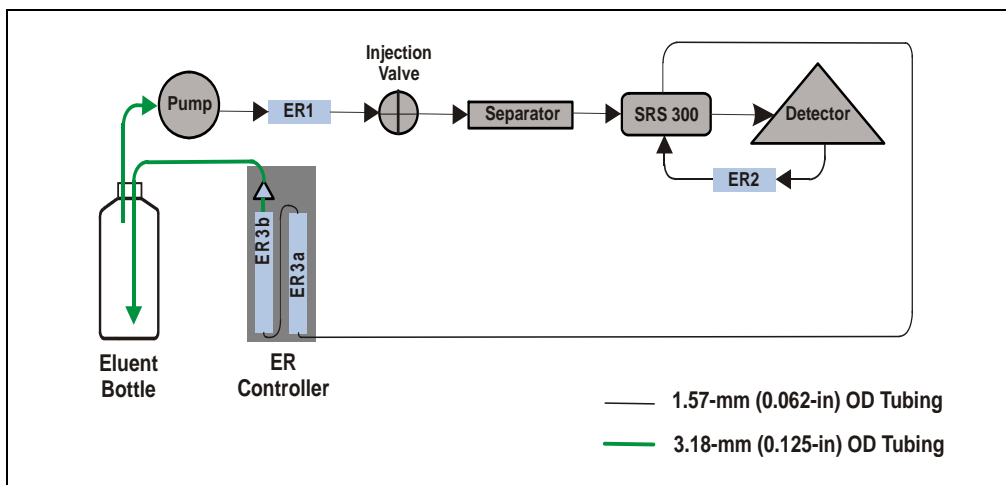 Injection
Valve
Pump
ER1
Separator
SRS 300
Detector
ER2
ER3b
ER3a
Eluent
Bottle
ER
Controller
1.57-mm (0.062-in) OD Tubing
3.18-mm (0.125-in) OD Tubing